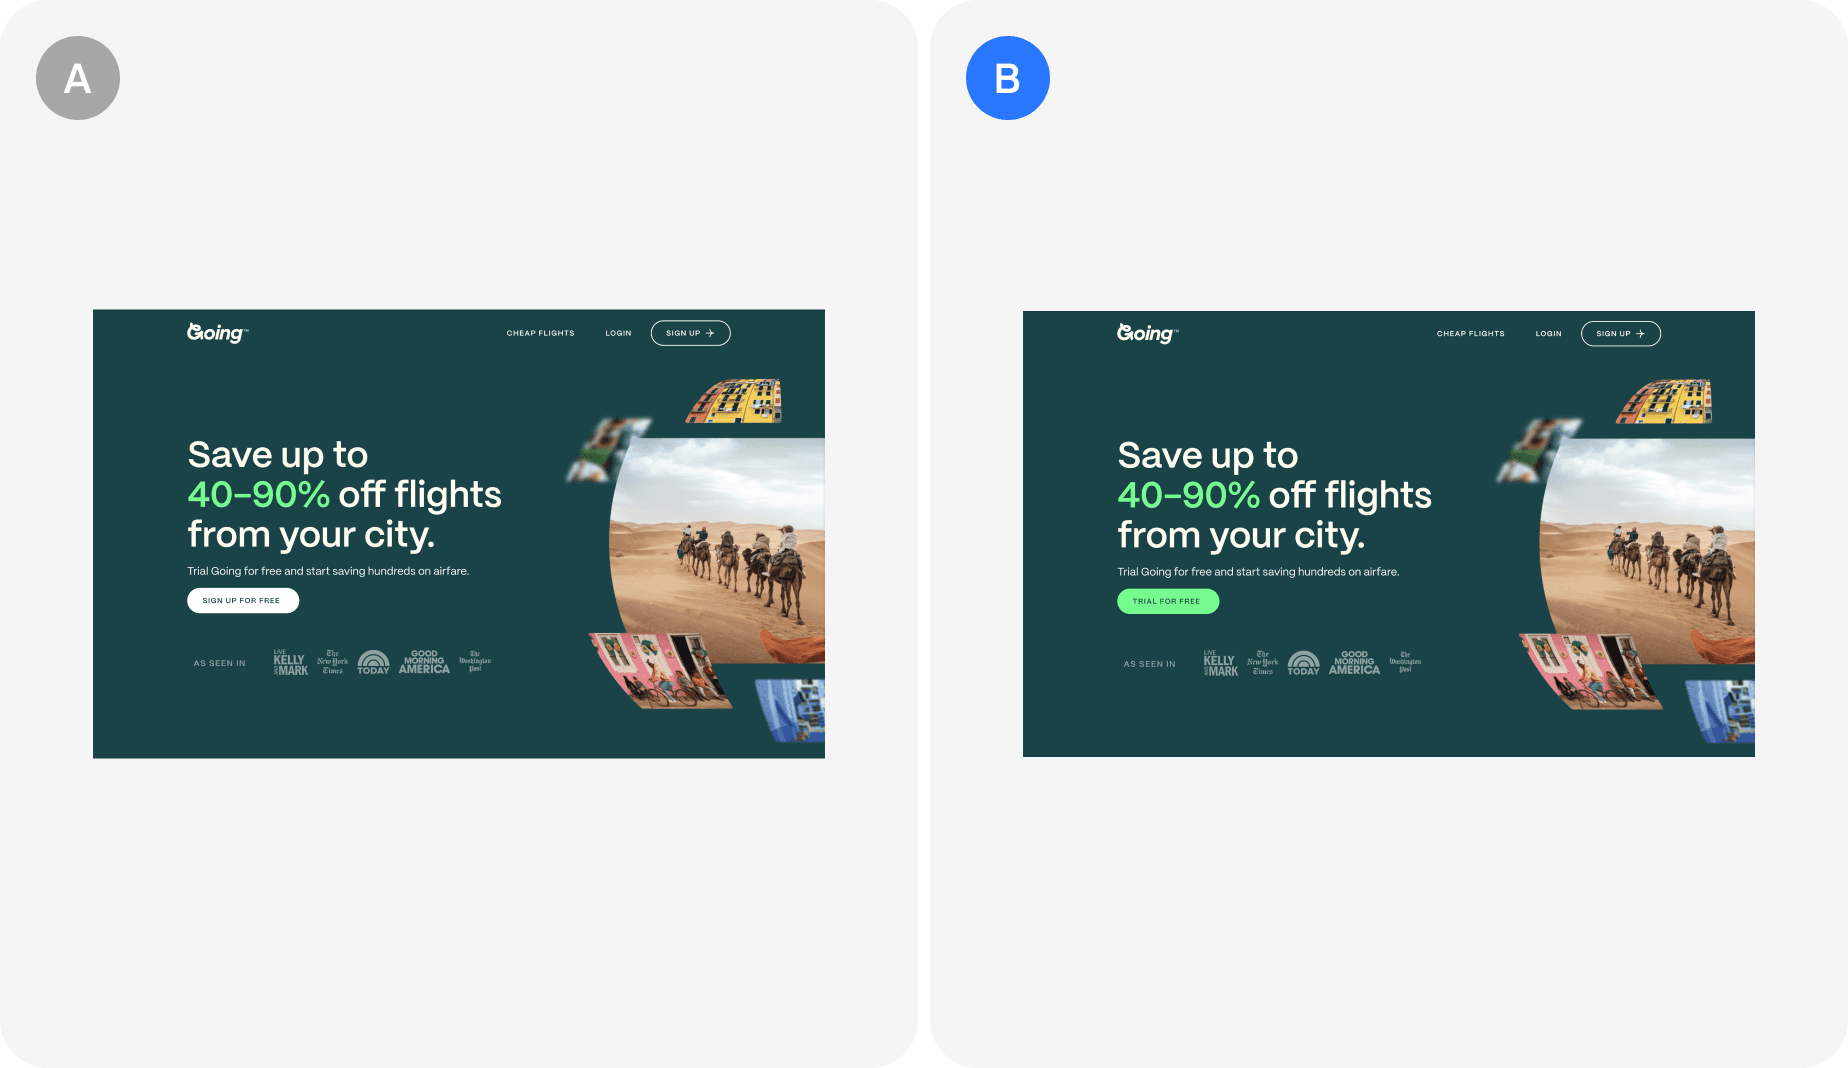 A
Going™
CHEAP FLIGHTS
LOGIN
SIGN UP →
Save up to
40–90% off flights
from your city.
Trial Going for free and start saving hundreds on airfare.
SIGN UP FOR FREE
AS SEEN IN
LIVE
KELLY
AND MARK
The
New York
Times
TODAY
GOOD
MORNING
AMERICA
The
Washington
Post
B
Going™
CHEAP FLIGHTS
LOGIN
SIGN UP →
Save up to
40–90% off flights
from your city.
Trial Going for free and start saving hundreds on airfare.
TRIAL FOR FREE
AS SEEN IN
LIVE
KELLY
AND MARK
The
New York
Times
TODAY
GOOD
MORNING
AMERICA
The
Washington
Post